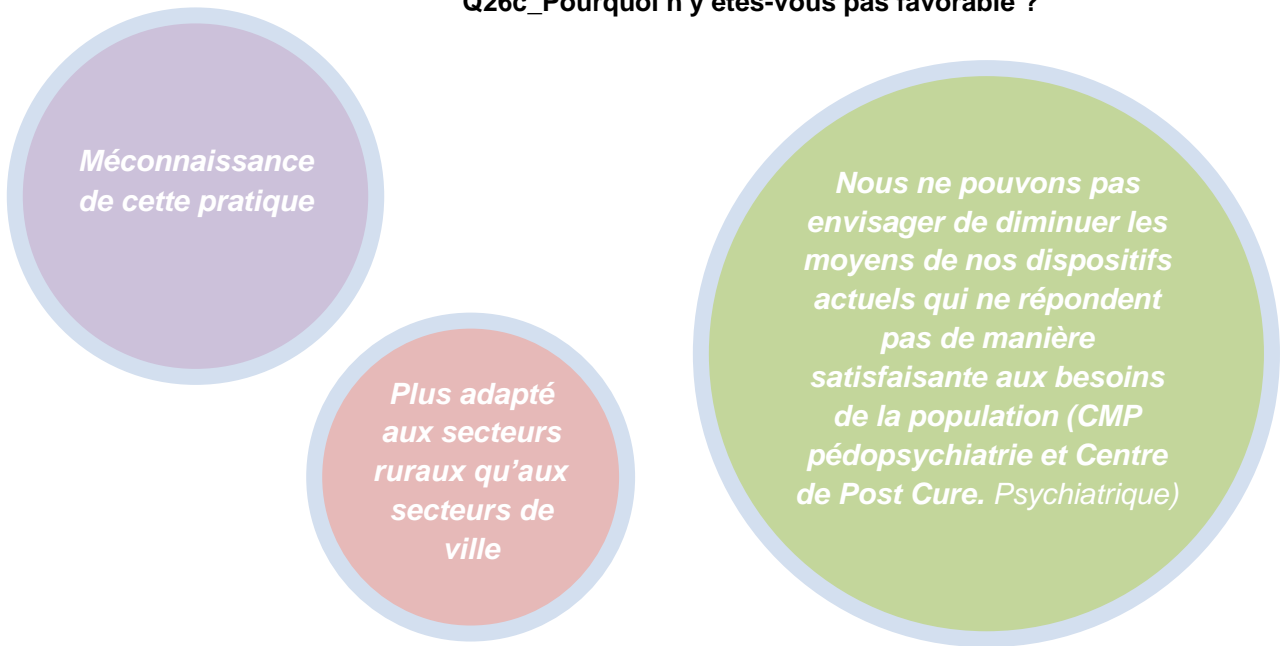 Q26c_Pourquoi n'y êtes-vous pas favorable ?
Méconnaissance
de cette pratique
Plus adapté
aux secteurs
ruraux qu'aux
secteurs de
ville
Nous ne pouvons pas
envisager de diminuer les
moyens de nos dispositifs
actuels qui ne répondent
pas de manière
satisfaisante aux besoins
de la population (CMP
pédopsychiatrie et Centre
de Post Cure. Psychiatrique)